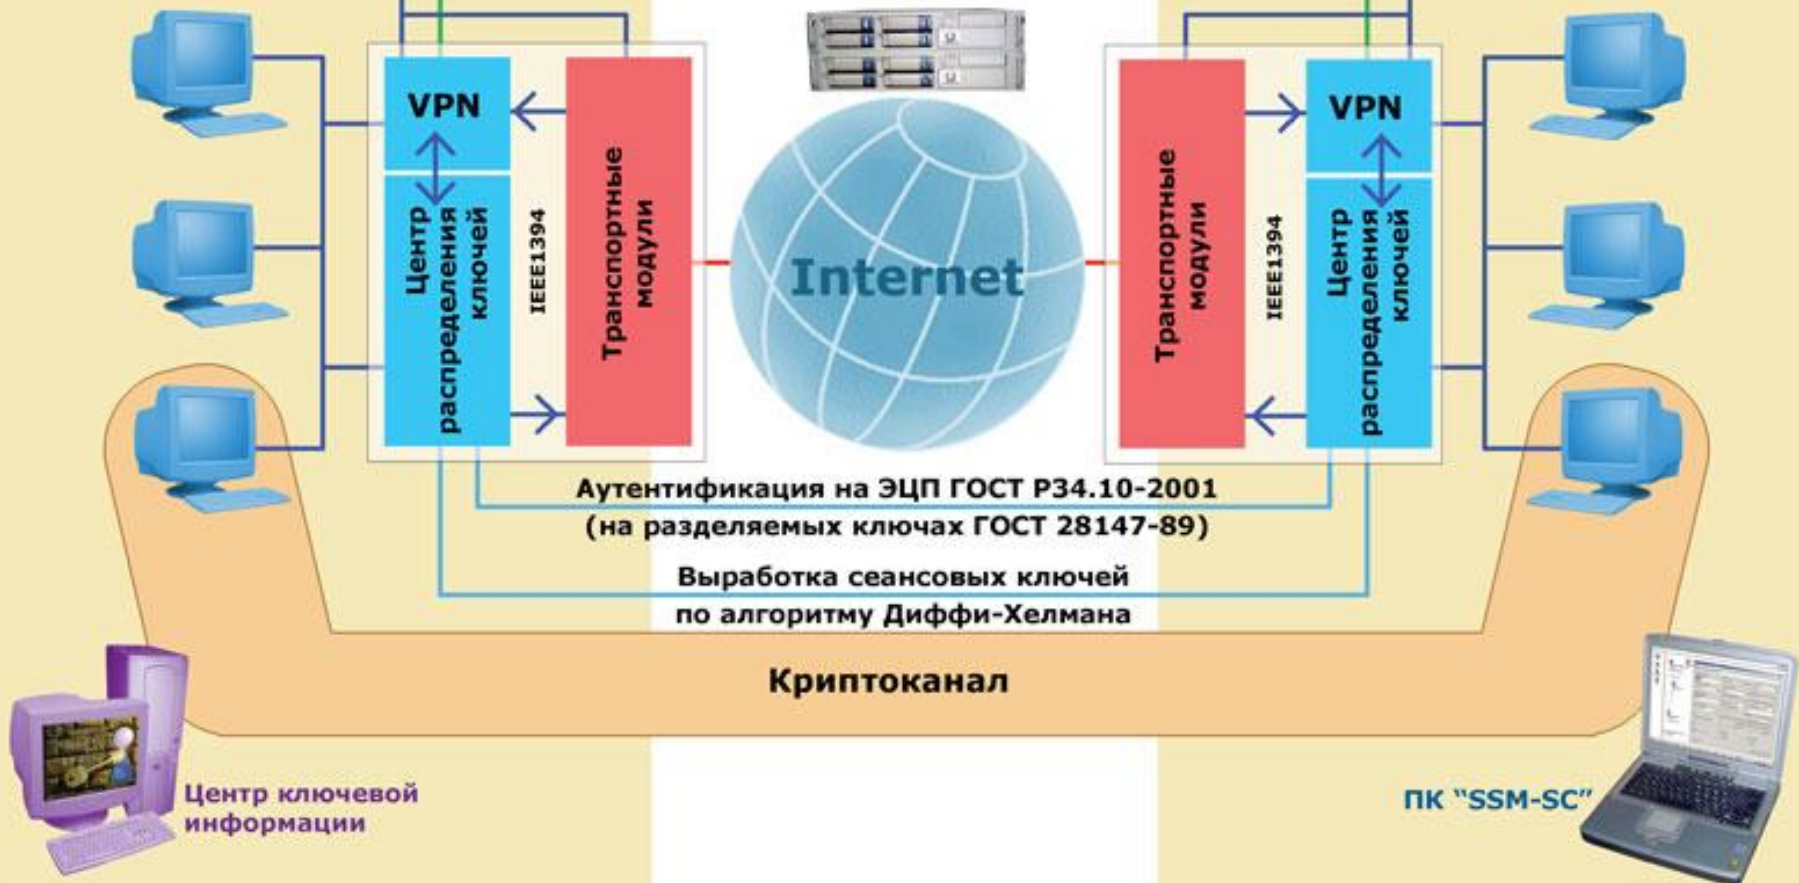 VPN
Центр
распределения
ключей
IEEE1394
Транспортные
модули
Internet
Транспортные
модули
IEEE1394
VPN
Центр
распределения
ключей
Аутентификация на ЭЦП ГОСТ Р34.10-2001
(на разделяемых ключах ГОСТ 28147-89)
Выработка сеансовых ключей
по алгоритму Диффи-Хелмана
Криптоканал
Центр ключевой
информации
ПК “SSM-SC”